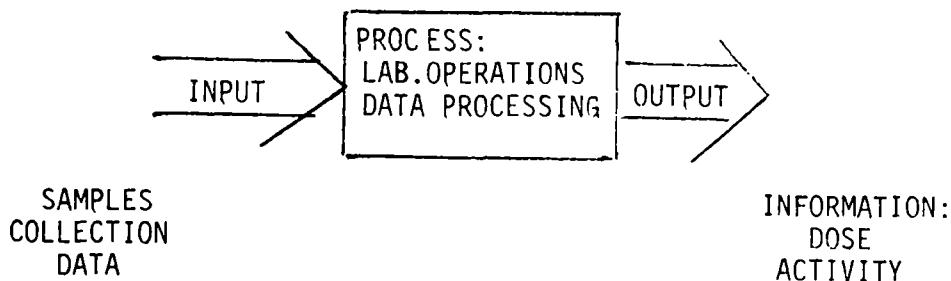 PROCESS:
LAB.OPERATIONS
DATA PROCESSING
INPUT
OUTPUT
SAMPLES
COLLECTION
DATA
INFORMATION:
DOSE
ACTIVITY